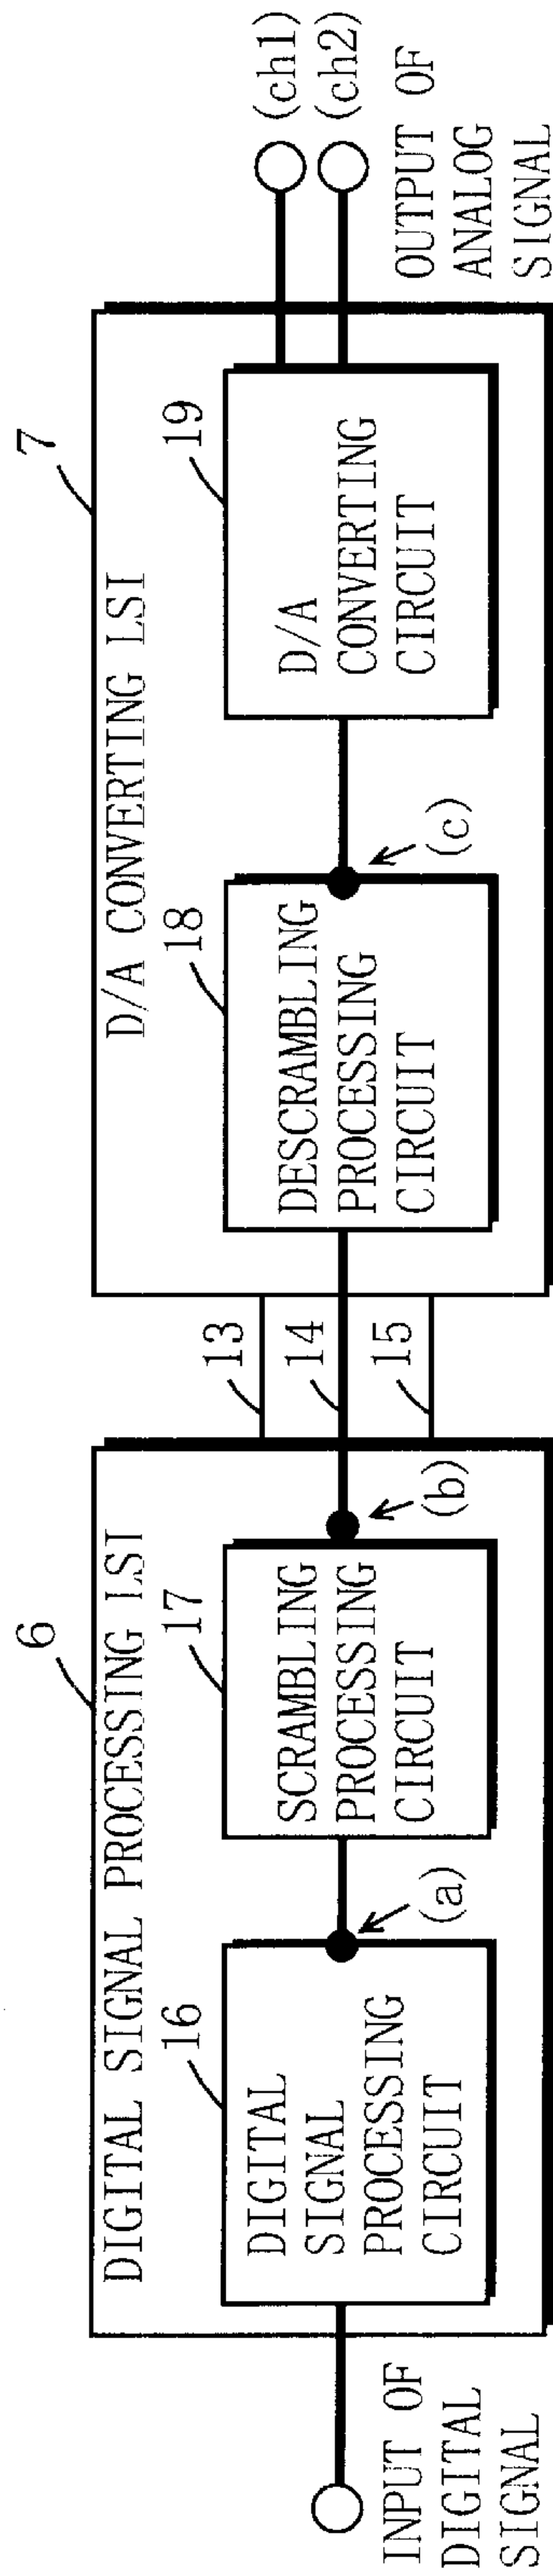 6
DIGITAL SIGNAL PROCESSING LSI
16
DIGITAL
SIGNAL
PROCESSING
CIRCUIT
(a)
17
SCRAMBLING
PROCESSING
CIRCUIT
(b)
13
14
15
7
D/A CONVERTING LSI
18
DESCRAMBLING
PROCESSING
CIRCUIT
(c)
19
D/A
CONVERTING
CIRCUIT
(ch1)
(ch2)
INPUT OF
DIGITAL
SIGNAL
OUTPUT OF
ANALOG
SIGNAL